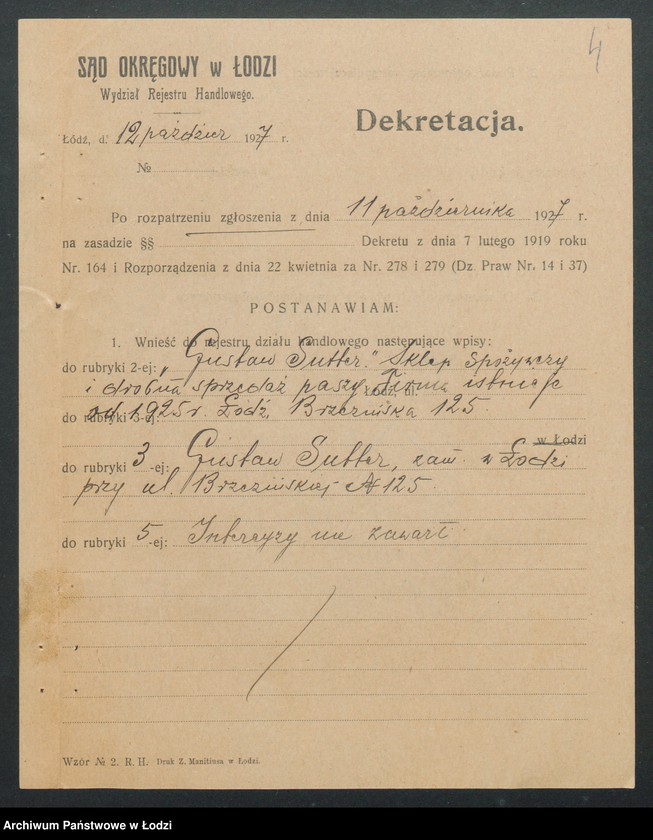 4
SĄD OKRĘGOWY w ŁODZI
Wydział Rejestru Handlowego.
Dekretacja.
Łódź, d. 12 paździer 1927 r.
№
Po rozpatrzeniu zgłoszenia z dnia 11 października 1927 r.
na zasadzie §§ Dekretu z dnia 7 lutego 1919 roku
Nr. 164 i Rozporządzenia z dnia 22 kwietnia za Nr. 278 i 279 (Dz Praw Nr. 14 i 37)
POSTANAWIAM:
1. Wnieść do rejestru działu handlowego następujące wpisy:
do rubryki 2-ej: „Gustaw Sutter." Sklep spożywczy
i drobna sprzedaż paszy. Firma istnieje
Łódź, ul.
od 1925 r. Łódź, Brzezińska 125.
do rubryki 3-ej:
w Łodzi
do rubryki 3-ej: Gustaw Sutter, zam. w Łodzi
przy ul. Brzezińskiej № 125.
do rubryki 5-ej: Intercyzy nie zawarł.
Wzór № 2. R. H. Druk Z. Manitiusa w Łodzi.
Archiwum Państwowe w Łodzi